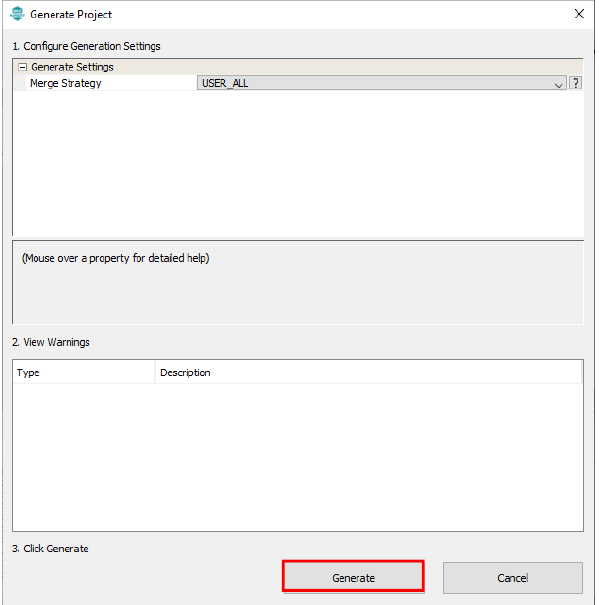 Generate Project
1. Configure Generation Settings
Generate Settings
Merge Strategy USER_ALL ?
(Mouse over a property for detailed help)
2. View Warnings
Type Description
3. Click Generate
Generate Cancel